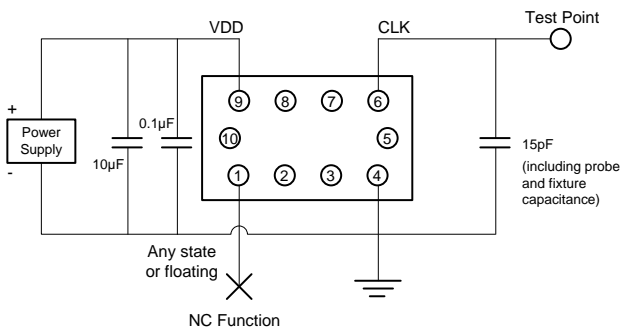 Test Point
VDD
CLK
9
8
7
6
+
Power
Supply
-
10µF
0.1µF
10
5
15pF
(including probe
and fixture
capacitance)
1
2
3
4
Any state
or floating
NC Function